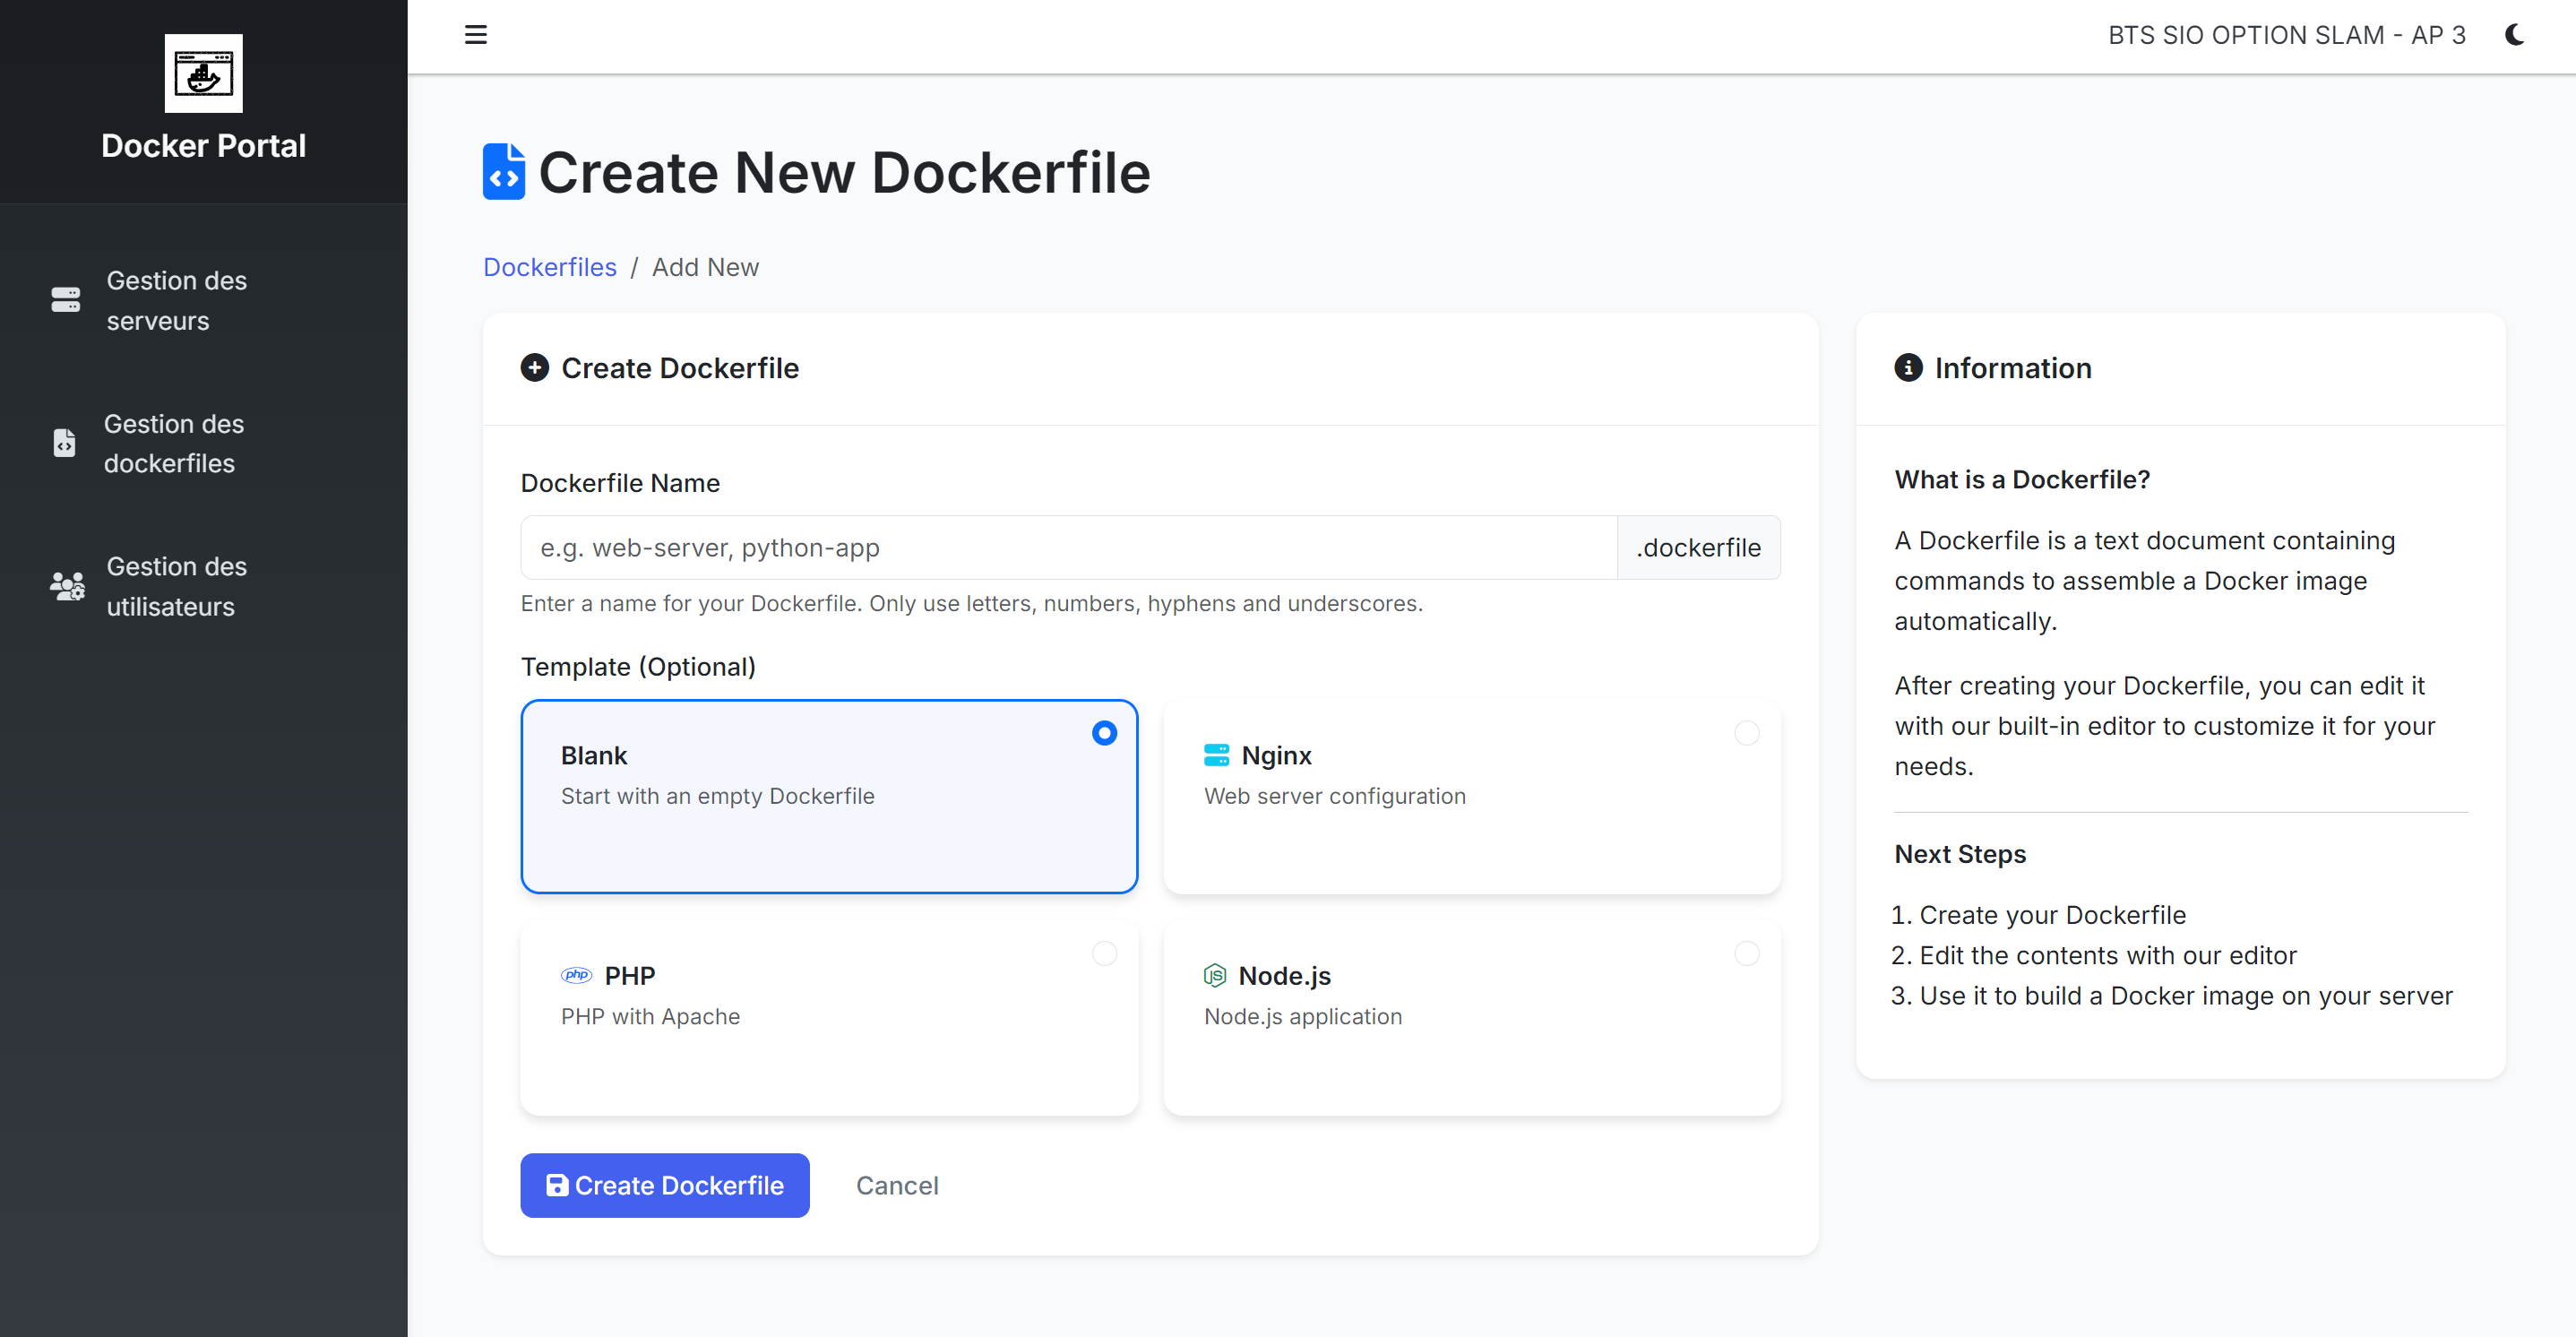 Docker Portal
Gestion des
serveurs
Gestion des
dockerfiles
Gestion des
utilisateurs
BTS SIO OPTION SLAM - AP 3
Create New Dockerfile
Dockerfiles / Add New
Create Dockerfile
Dockerfile Name
e.g. web-server, python-app
.dockerfile
Enter a name for your Dockerfile. Only use letters, numbers, hyphens and underscores.
Template (Optional)
Blank
Start with an empty Dockerfile
Nginx
Web server configuration
php PHP
PHP with Apache
JS Node.js
Node.js application
Create Dockerfile
Cancel
Information
What is a Dockerfile?
A Dockerfile is a text document containing
commands to assemble a Docker image
automatically.
After creating your Dockerfile, you can edit it
with our built-in editor to customize it for your
needs.
Next Steps
1. Create your Dockerfile
2. Edit the contents with our editor
3. Use it to build a Docker image on your server